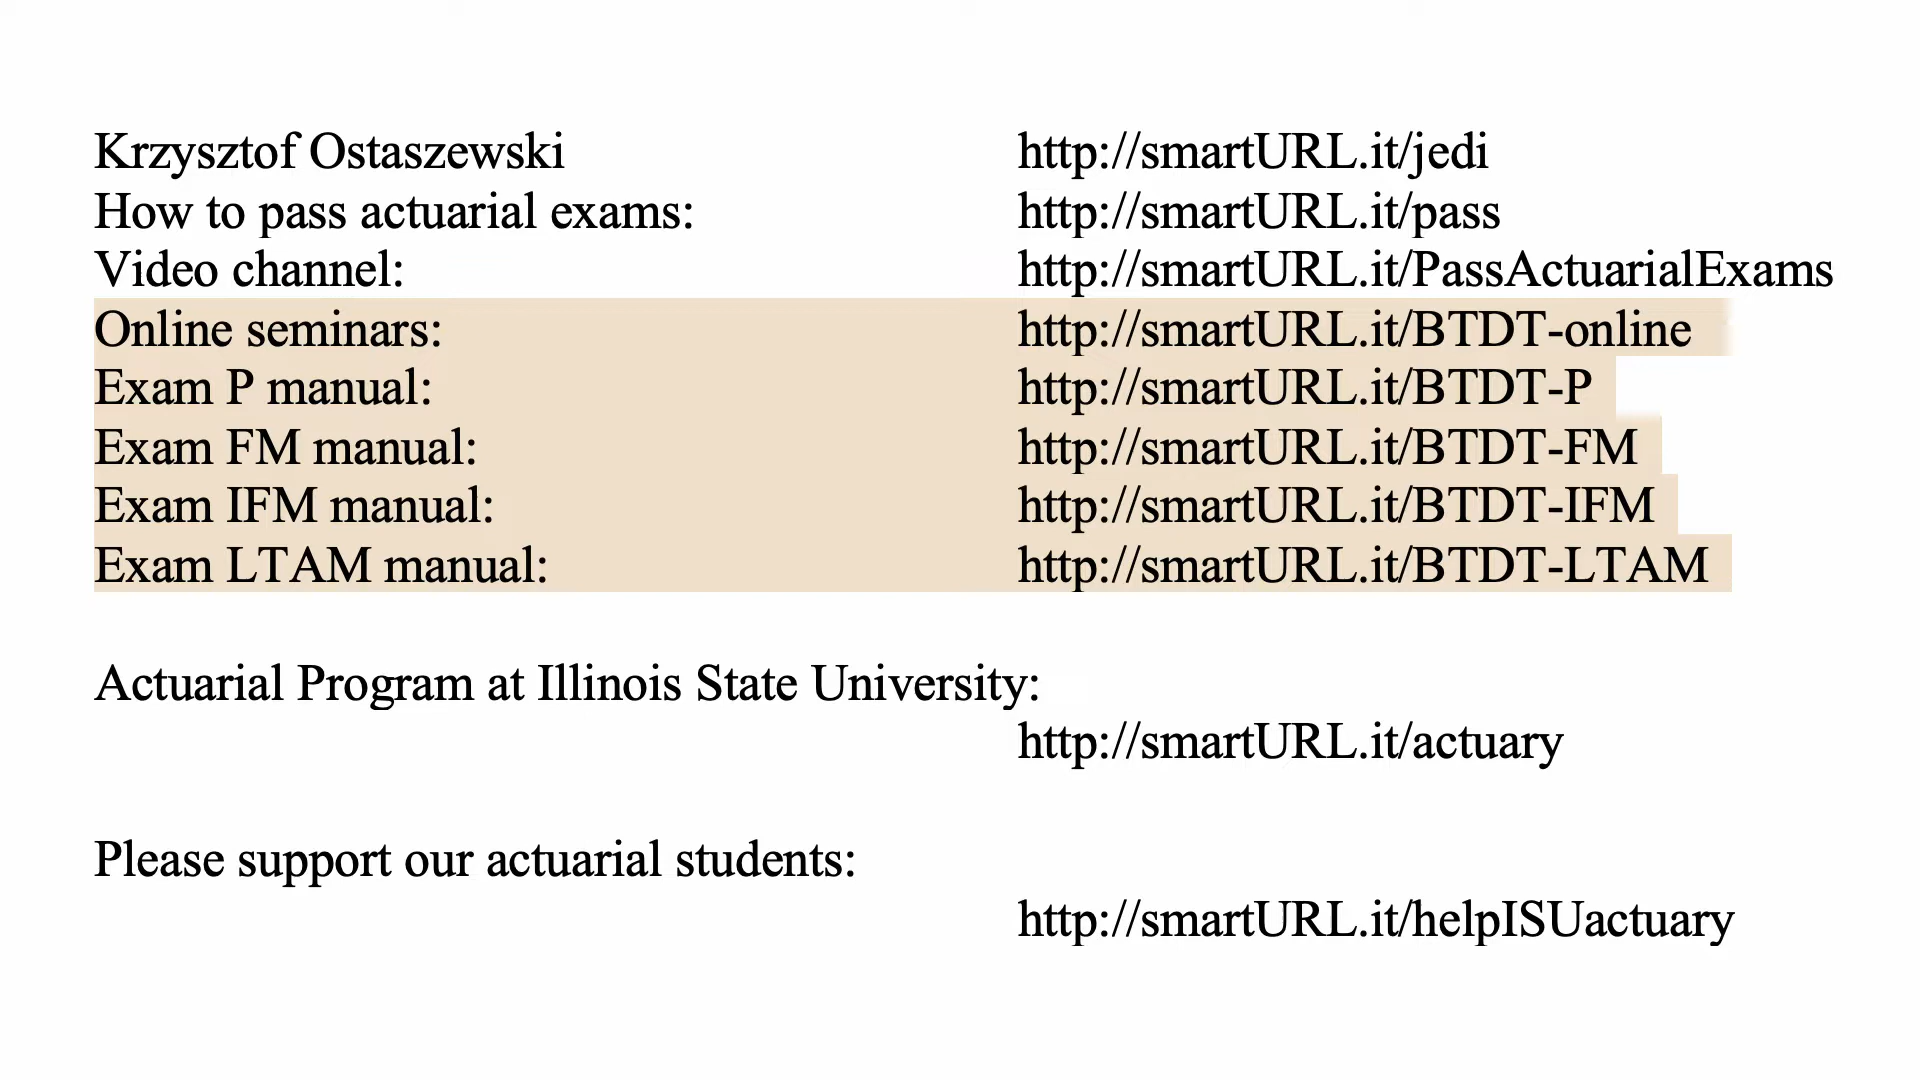 Krzysztof Ostaszewski http://smartURL.it/jedi
How to pass actuarial exams: http://smartURL.it/pass
Video channel: http://smartURL.it/PassActuarialExams
Online seminars: http://smartURL.it/BTDT-online
Exam P manual: http://smartURL.it/BTDT-P
Exam FM manual: http://smartURL.it/BTDT-FM
Exam IFM manual: http://smartURL.it/BTDT-IFM
Exam LTAM manual: http://smartURL.it/BTDT-LTAM
Actuarial Program at Illinois State University:
http://smartURL.it/actuary
Please support our actuarial students:
http://smartURL.it/helpISUactuary